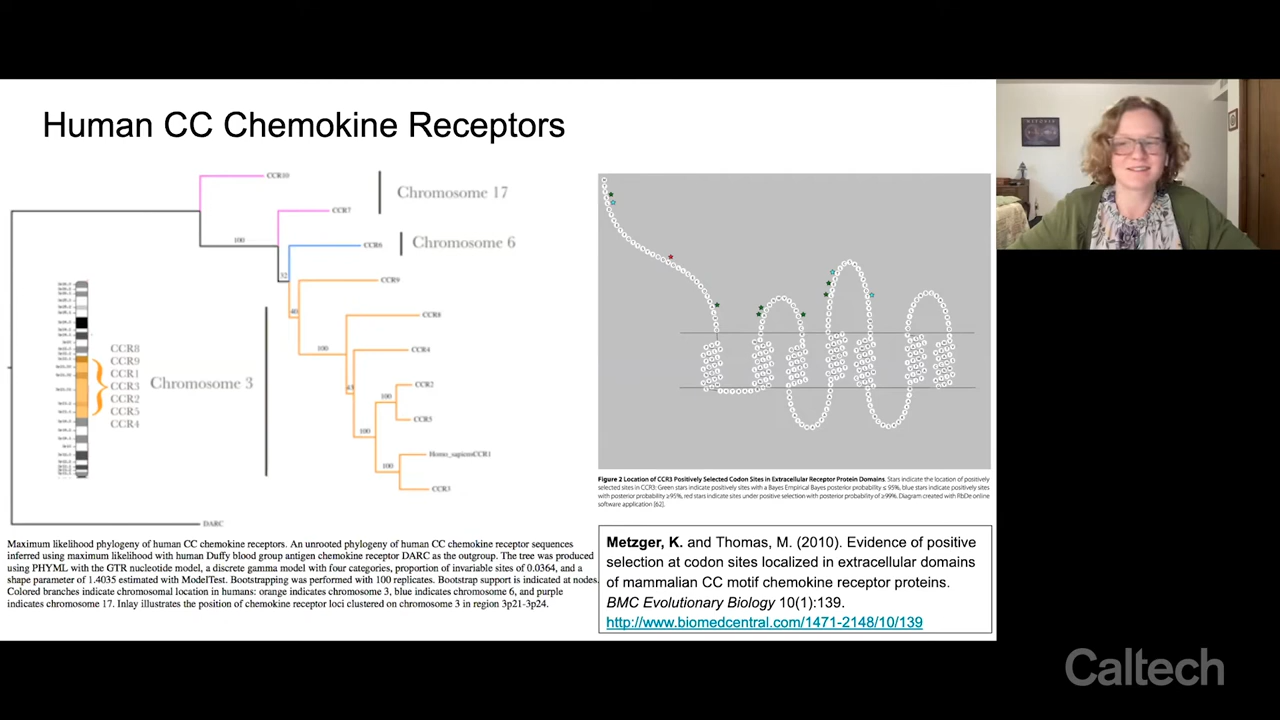 Human CC Chemokine Receptors
CCR10
Chromosome 17
CCR7
100
CCR6
Chromosome 6
32
CCR9
40
CCR8
100
CCR4
43
CCR2
100
CCR5
100
Homo_sapiensCCR1
100
CCR3
CCR8
CCR9
CCR1
CCR3
CCR2
CCR5
CCR4
Chromosome 3
DARC
Maximum likelihood phylogeny of human CC chemokine receptors. An unrooted phylogeny of human CC chemokine receptor sequences
inferred using maximum likelihood with human Duffy blood group antigen chemokine receptor DARC as the outgroup. The tree was produced
using PHYML with the GTR nucleotide model, a discrete gamma model with four categories, proportion of invariable sites of 0.0364, and a
shape parameter of 1.4035 estimated with ModelTest. Bootstrapping was performed with 100 replicates. Bootstrap support is indicated at nodes.
Colored branches indicate chromosomal location in humans: orange indicates chromosome 3, blue indicates chromosome 6, and purple
indicates chromosome 17. Inlay illustrates the position of chemokine receptor loci clustered on chromosome 3 in region 3p21-3p24.
Figure 2 Location of CCR3 Positively Selected Codon Sites in Extracellular Receptor Protein Domains. Stars indicate the location of positively
selected sites in CCR3: Green stars indicate positively sites with a Bayes Empirical Bayes posterior probability ≤ 95%, blue stars indicate positively sites
with posterior probability ≥95%, red stars indicate sites under positive selection with posterior probability of ≥99%. Diagram created with RbDe online
software application [62].
Metzger, K. and Thomas, M. (2010). Evidence of positive
selection at codon sites localized in extracellular domains
of mammalian CC motif chemokine receptor proteins.
BMC Evolutionary Biology 10(1):139.
http://www.biomedcentral.com/1471-2148/10/139
Caltech